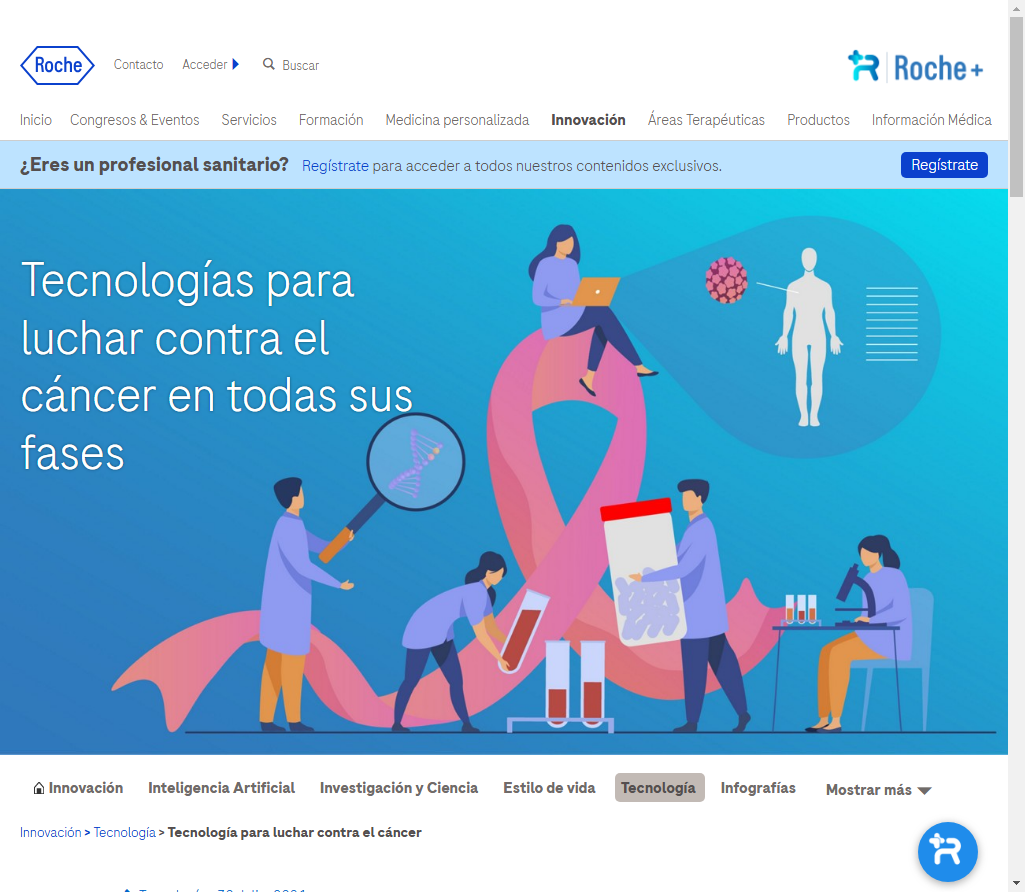 Roche
Contacto
Acceder
Buscar
Roche+
Inicio
Congresos & Eventos
Servicios
Formación
Medicina personalizada
Innovación
Áreas Terapéuticas
Productos
Información Médica
¿Eres un profesional sanitario? Regístrate para acceder a todos nuestros contenidos exclusivos.
Regístrate
Tecnologías para
luchar contra el
cáncer en todas sus
fases
Innovación
Inteligencia Artificial
Investigación y Ciencia
Estilo de vida
Tecnología
Infografías
Mostrar más
Innovación > Tecnología > Tecnología para luchar contra el cáncer